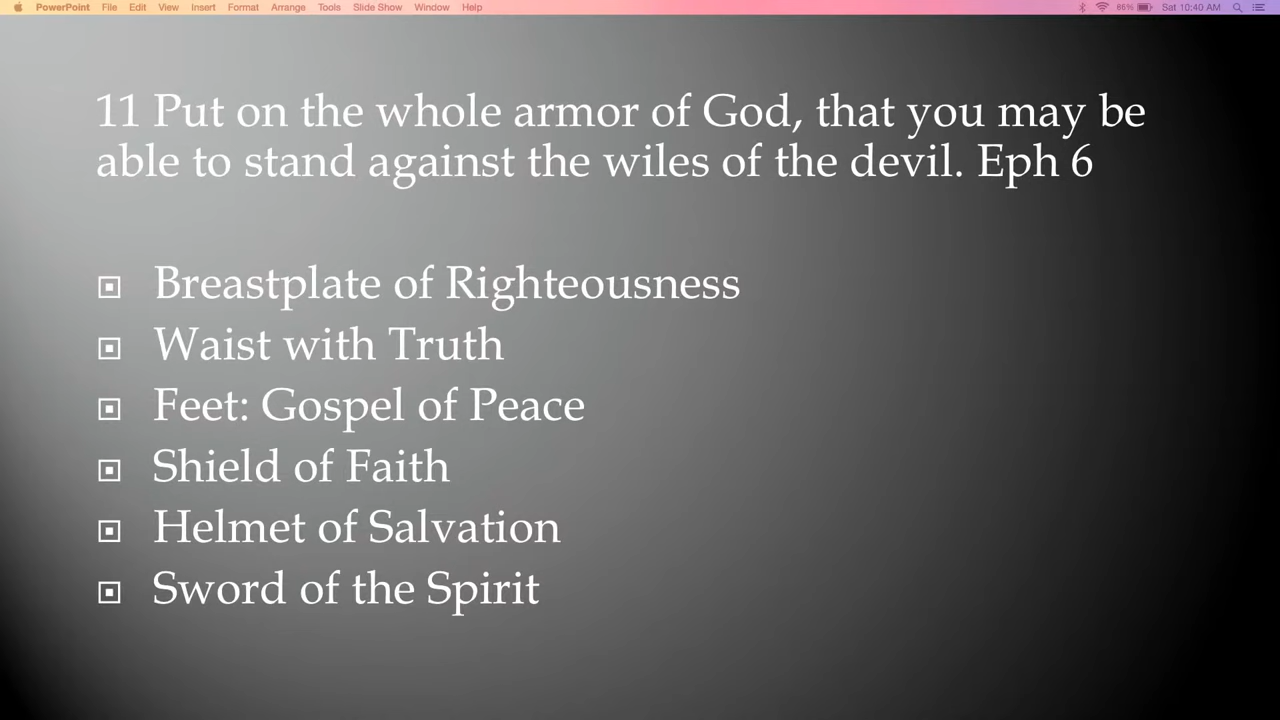 PowerPoint File Edit View Insert Format Arrange Tools Slide Show Window Help 86% Sat 10:40 AM
11 Put on the whole armor of God, that you may be
able to stand against the wiles of the devil. Eph 6
Breastplate of Righteousness
Waist with Truth
Feet: Gospel of Peace
Shield of Faith
Helmet of Salvation
Sword of the Spirit